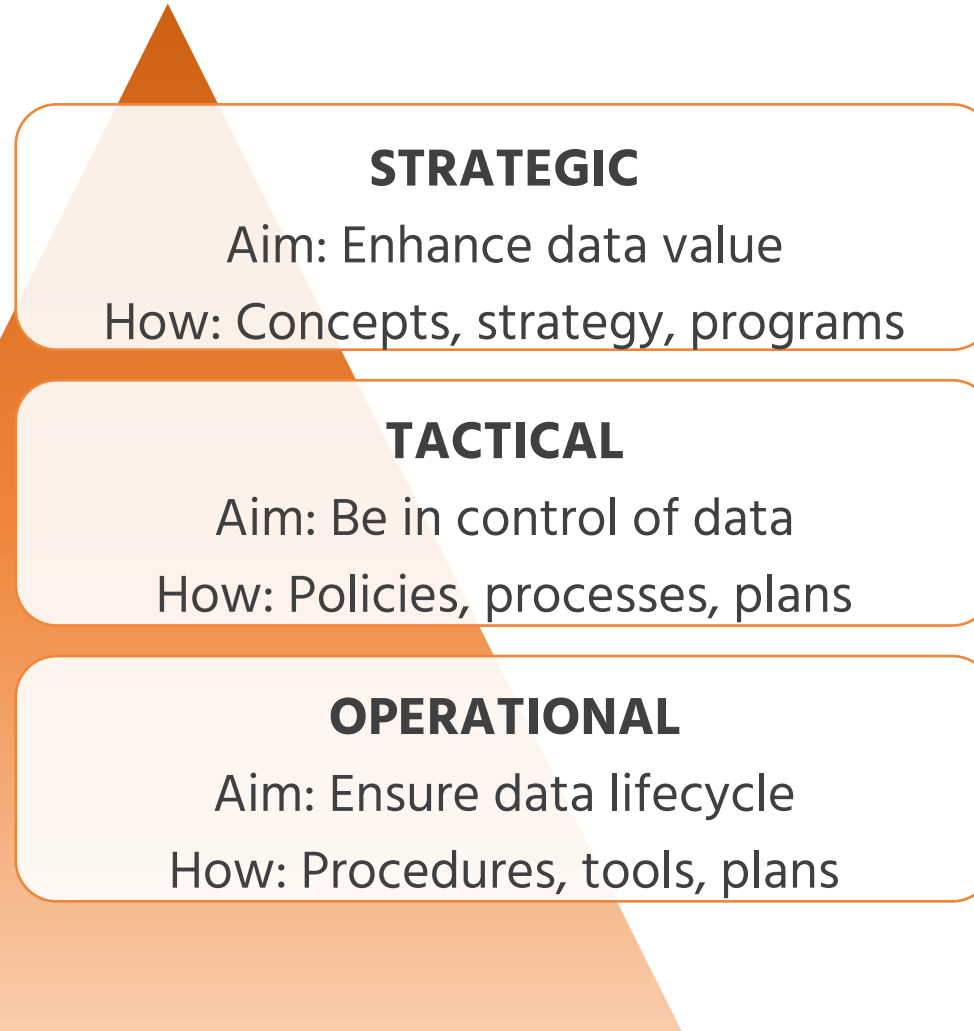 STRATEGIC
Aim: Enhance data value
How: Concepts, strategy, programs
TACTICAL
Aim: Be in control of data
How: Policies, processes, plans
OPERATIONAL
Aim: Ensure data lifecycle
How: Procedures, tools, plans